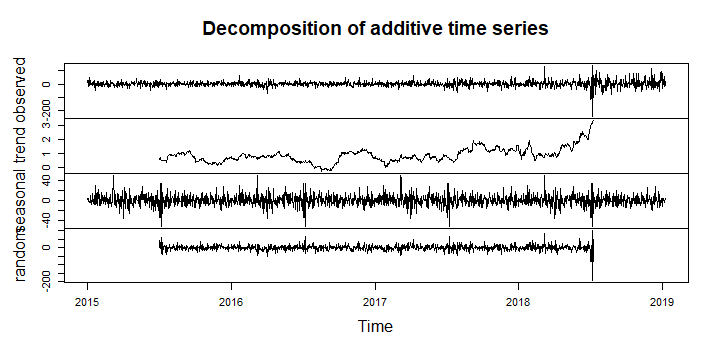 Decomposition of additive time series
observed
-200 0
trend
0 1 2 3
seasonal
-40 0 40
random
-200 0
2015 2016 2017 2018 2019
Time